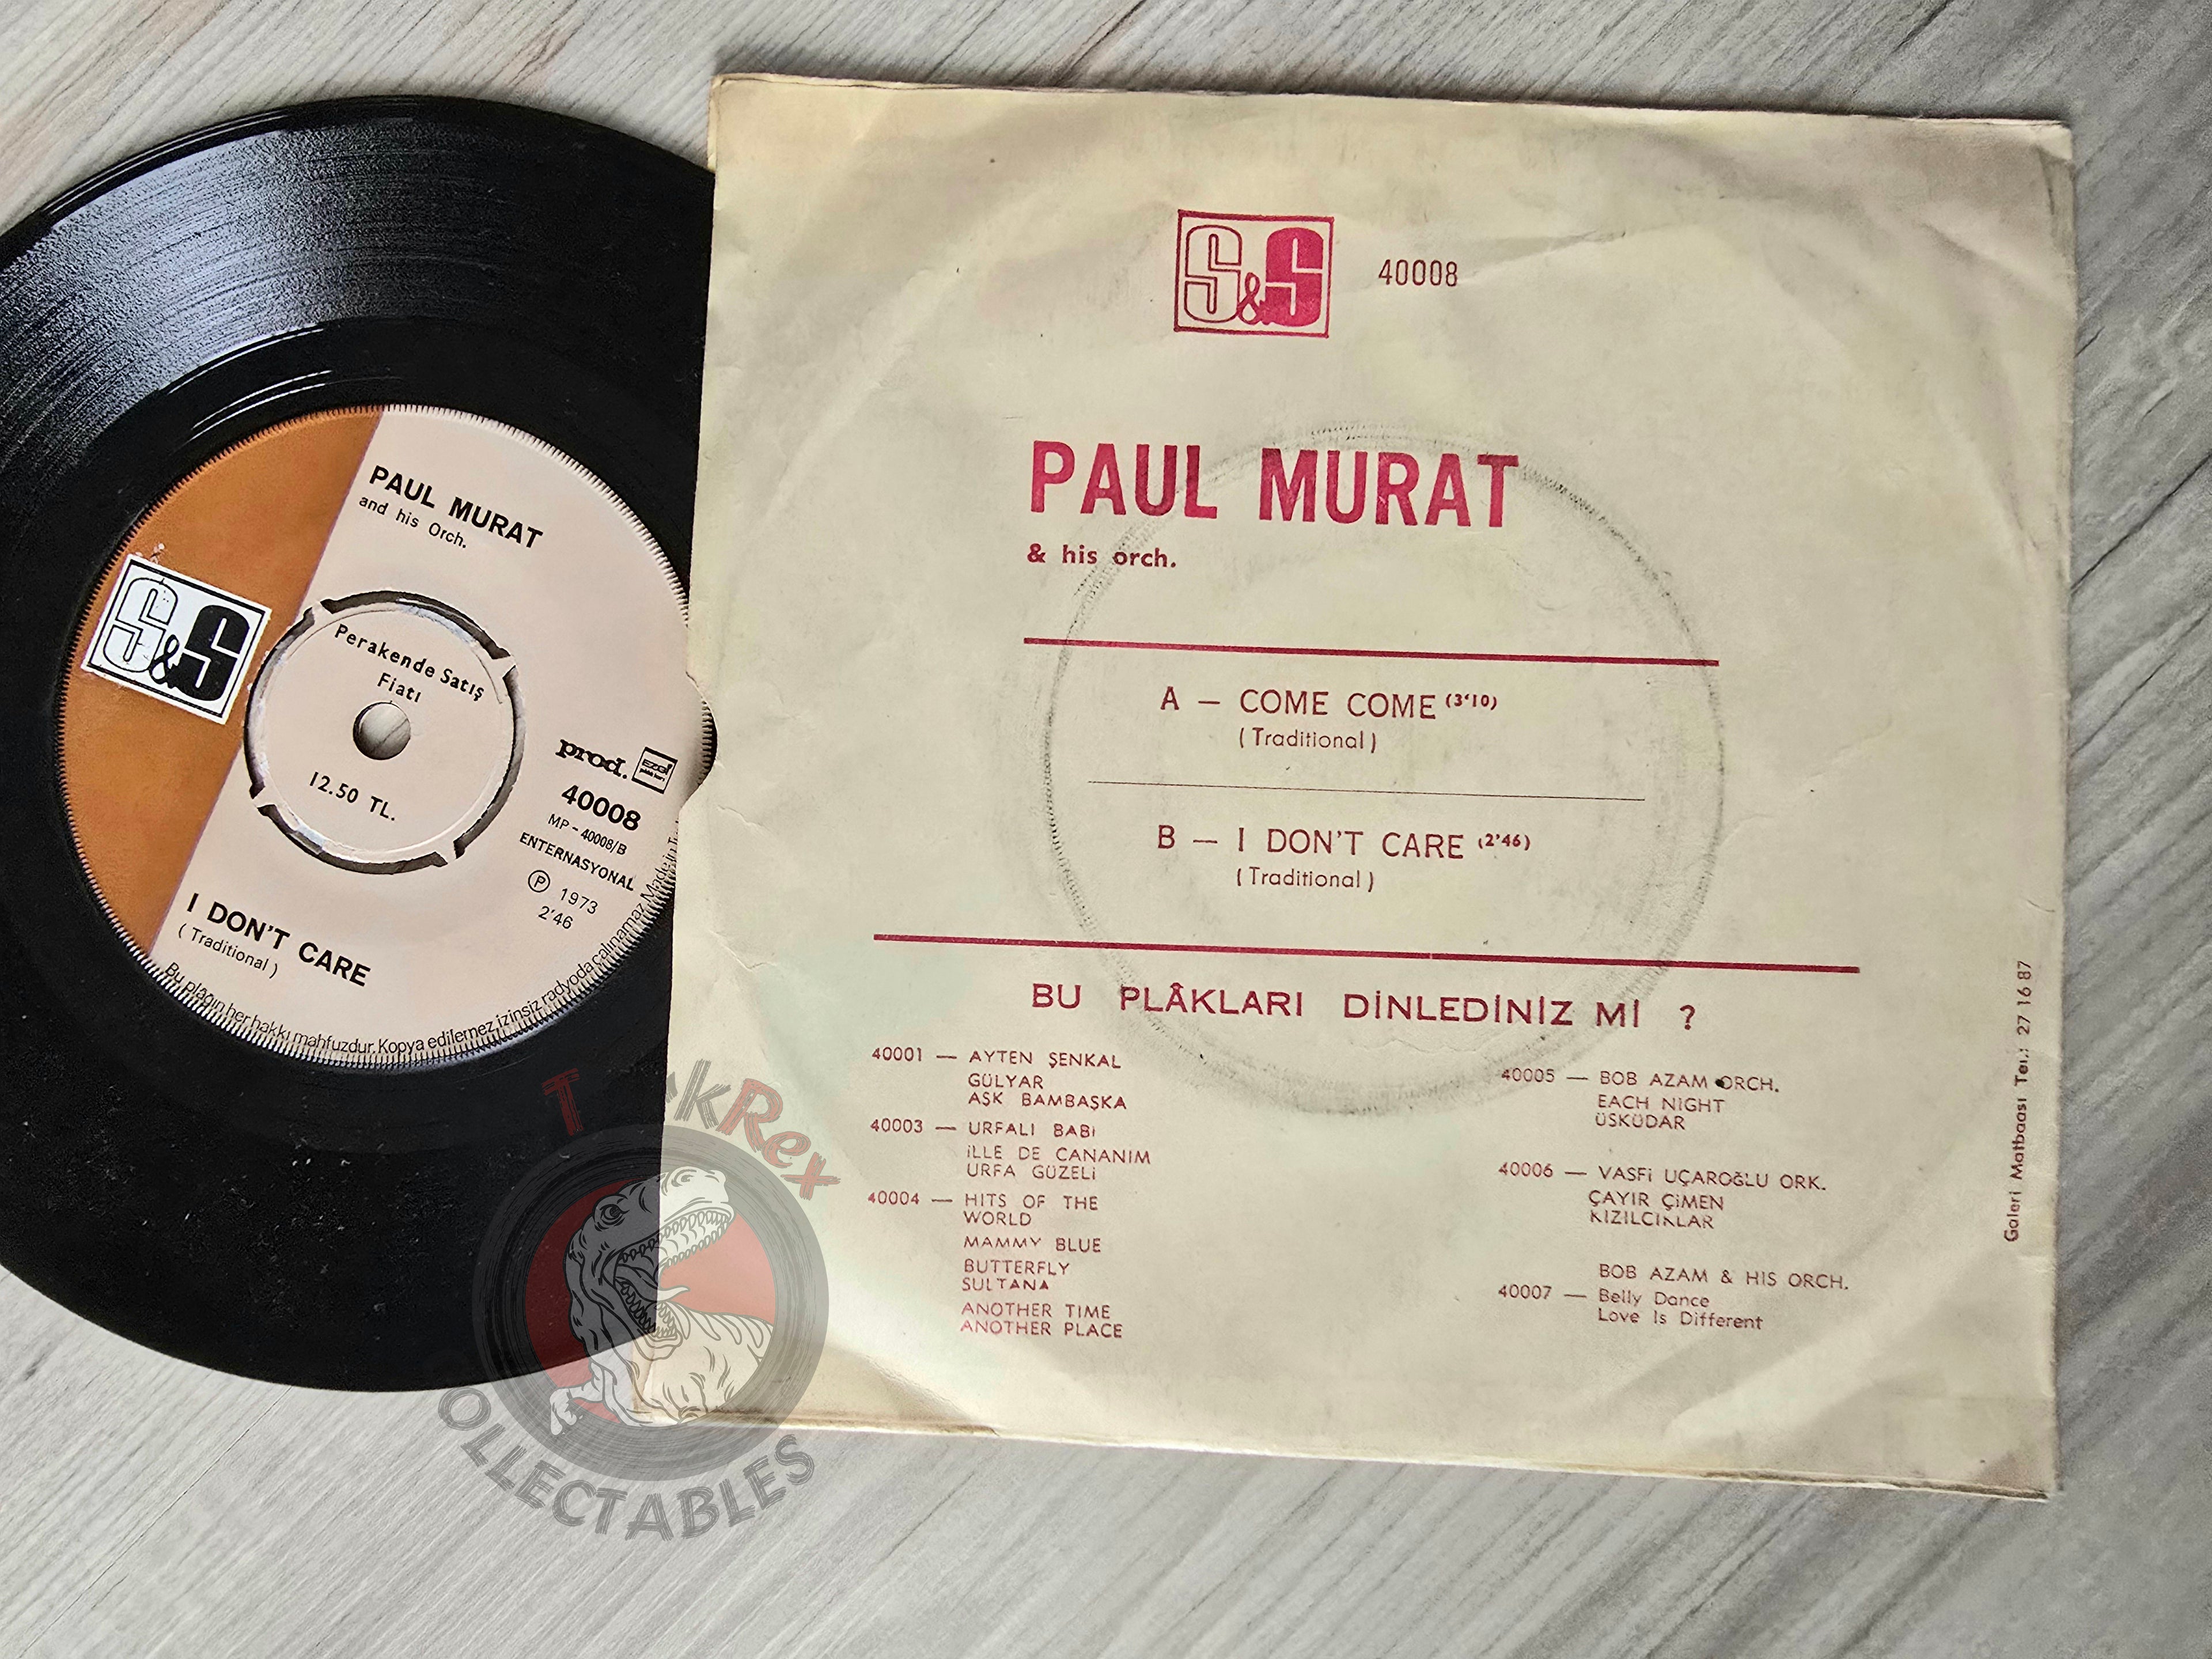 PAUL MURAT
and his Orch.
S&S
Perakende Satış
Fiatı
12.50 TL.
prod.
40008
MP - 40008/B
ENTERNASYONAL
Ⓟ 1973
2'46
I DON'T CARE
( Traditional )
Bu plâğın her hakkı mahfuzdur. Kopya edilemez, izinsiz radyoda çalınamaz.
S&S
40008
PAUL MURAT
& his orch.
A — COME COME (3'10)
( Traditional )
B — I DON'T CARE (2'46)
( Traditional )
BU PLÂKLARI DİNLEDİNİZ Mİ ?
40001 — AYTEN ŞENKAL
GÜLYAR
AŞK BAMBAŞKA
40003 — URFALI BABİ
İLLE DE CANANIM
URFA GÜZELİ
40004 — HITS OF THE
WORLD
MAMMY BLUE
BUTTERFLY
SULTANA
ANOTHER TIME
ANOTHER PLACE
40005 — BOB AZAM ORCH.
EACH NIGHT
ÜSKÜDAR
40006 — VASFİ UÇAROĞLU ORK.
ÇAYIR ÇİMEN
KIZILCIKLAR
BOB AZAM & HIS ORCH.
40007 — Belly Dance
Love Is Different
Galeri Matbaası Tel.: 27 16 87
Rex
OLLECTABLES